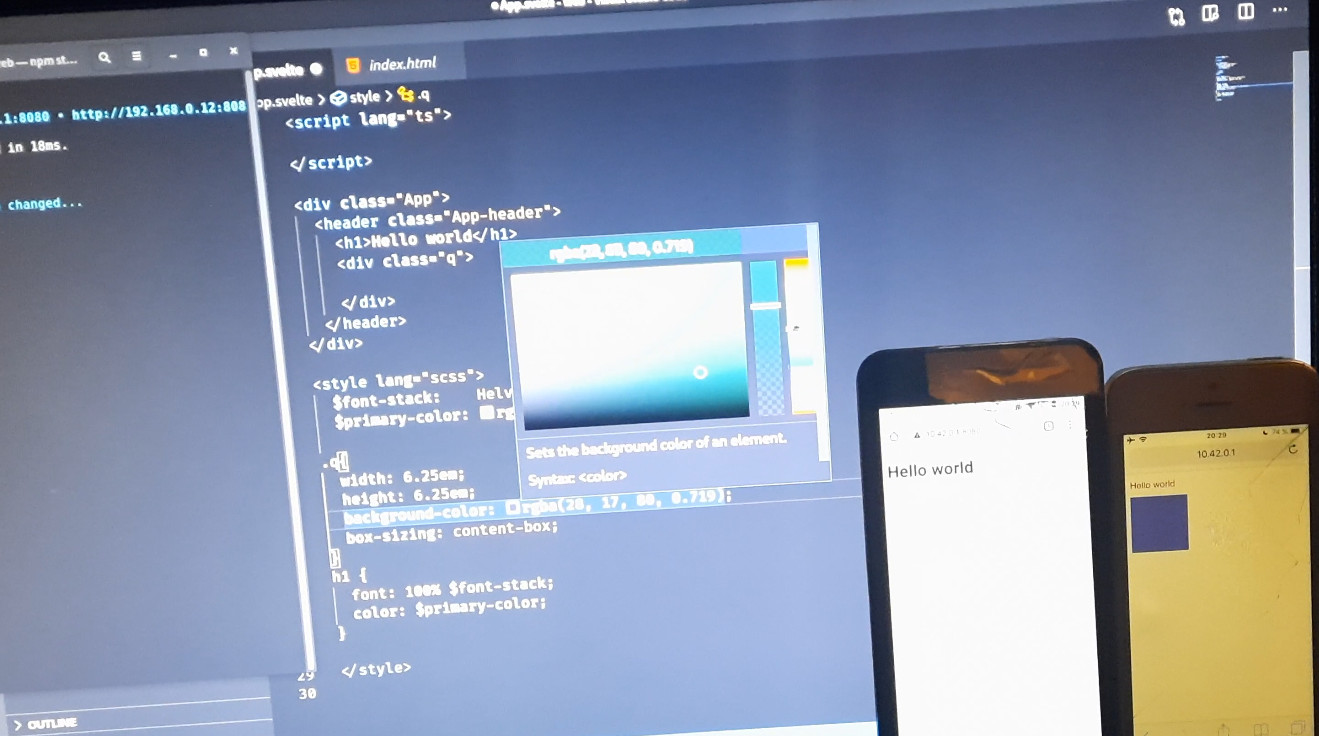 App.svelte
eb — npm st...
p.svelte
index.html
.1:8080 • http://192.168.0.12:808
in 18ms.
changed...
pp.svelte > style > .q
<script lang="ts">
</script>
<div class="App">
<header class="App-header">
<h1>Hello world</h1>
<div class="q">
</div>
</header>
</div>
<style lang="scss">
$font-stack: Helv
$primary-color: rg
.q{
width: 6.25em;
height: 6.25em;
background-color: rgba(28, 17, 80, 0.719);
box-sizing: content-box;
}
h1 {
font: 100% $font-stack;
color: $primary-color;
}
</style>
29
30
> OUTLINE
Sets the background color of an element.
Syntax: <color>
Hello world
20:29
74 %
10.42.0.1
Hello world